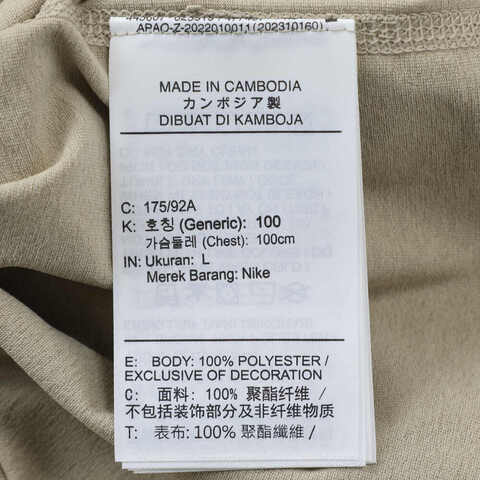 APAO-Z-2022010011 (20230160)
MADE IN CAMBODIA
カンボジア製
DIBUAT DI KAMBOJA
C: 175/92A
K: 호칭 (Generic): 100
가슴둘레 (Chest): 100cm
IN: Ukuran: L
Merek Barang: Nike
E: BODY: 100% POLYESTER /
EXCLUSIVE OF DECORATION
C: 面料: 100% 聚酯纤维 /
不包括装饰部分及非纤维物质
T: 表布: 100% 聚酯纖維 /